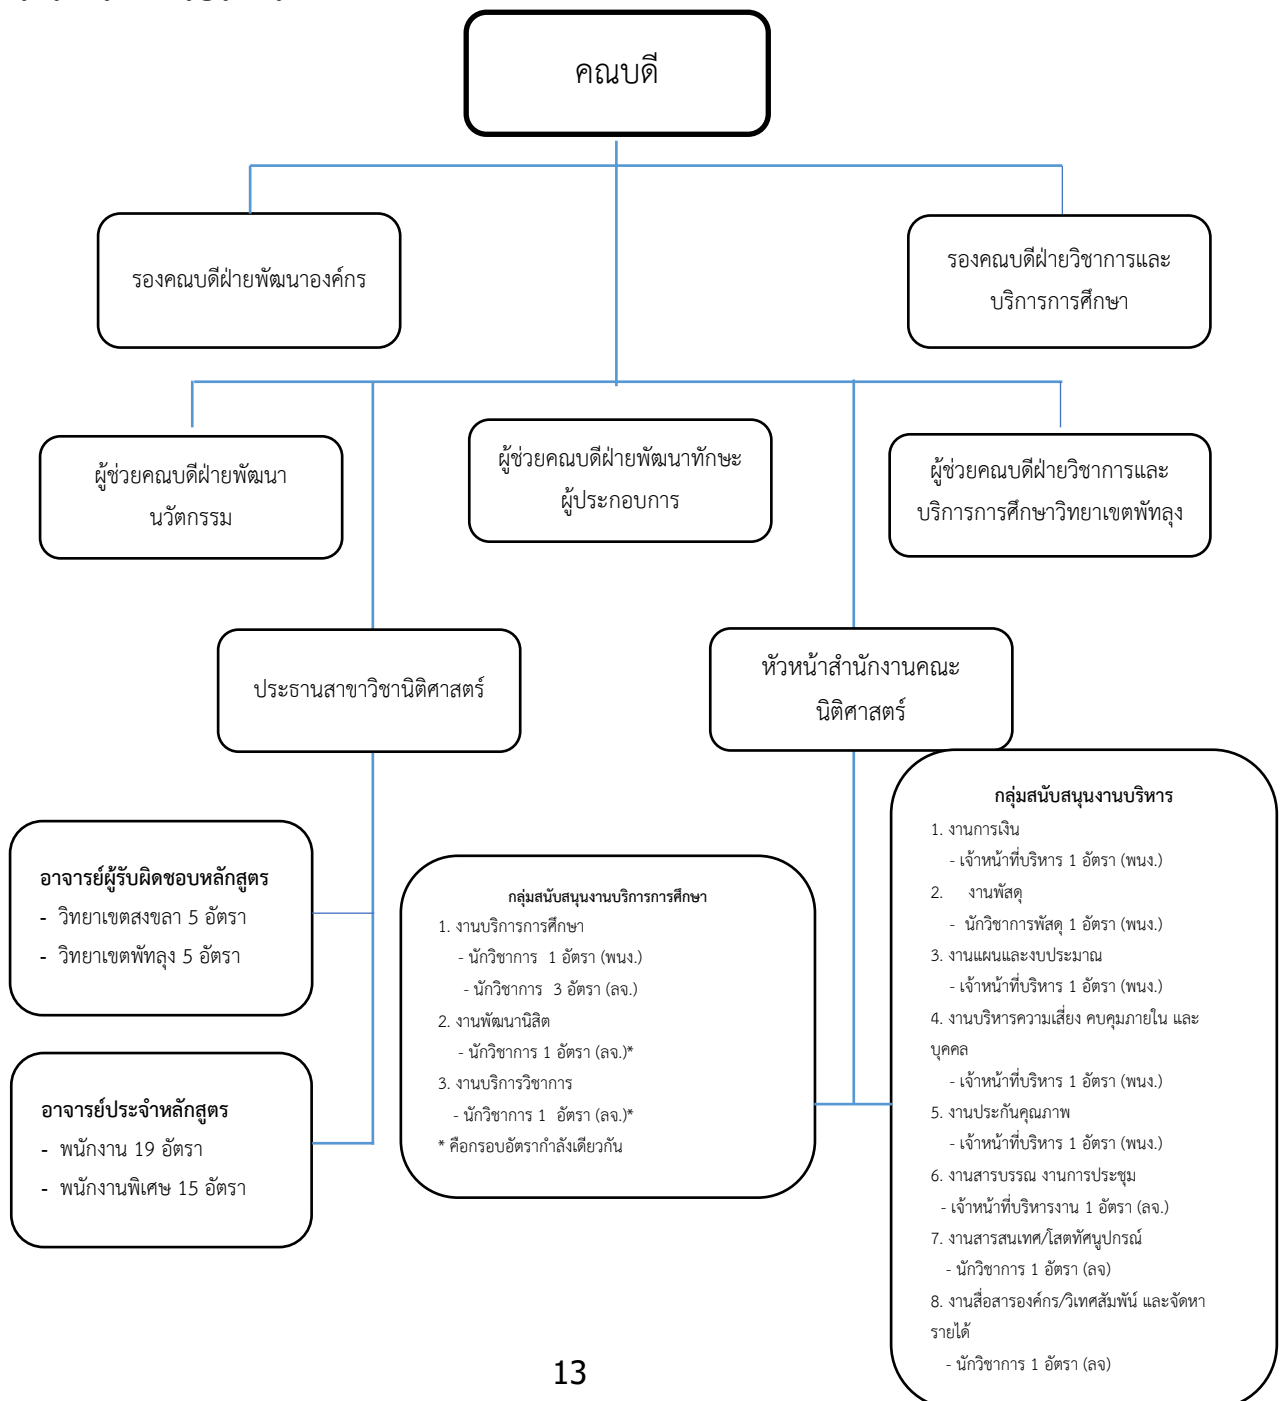 คณบดี
รองคณบดีฝ่ายพัฒนาองค์กร
รองคณบดีฝ่ายวิชาการและ
บริการการศึกษา
ผู้ช่วยคณบดีฝ่ายพัฒนา
นวัตกรรม
ผู้ช่วยคณบดีฝ่ายพัฒนาทักษะ
ผู้ประกอบการ
ผู้ช่วยคณบดีฝ่ายวิชาการและ
บริการการศึกษาวิทยาเขตพัทลุง
ประธานสาขาวิชานิติศาสตร์
หัวหน้าสำนักงานคณะ
นิติศาสตร์
อาจารย์ผู้รับผิดชอบหลักสูตร
- วิทยาเขตสงขลา 5 อัตรา
- วิทยาเขตพัทลุง 5 อัตรา
อาจารย์ประจำหลักสูตร
- พนักงาน 19 อัตรา
- พนักงานพิเศษ 15 อัตรา
กลุ่มสนับสนุนงานบริการการศึกษา
1. งานบริการการศึกษา
- นักวิชาการ 1 อัตรา (พนง.)
- นักวิชาการ 3 อัตรา (ลจ.)
2. งานพัฒนานิสิต
- นักวิชาการ 1 อัตรา (ลจ.)*
3. งานบริการวิชาการ
- นักวิชาการ 1 อัตรา (ลจ.)*
* คือกรอบอัตรากำลังเดียวกัน
กลุ่มสนับสนุนงานบริหาร
1. งานการเงิน
- เจ้าหน้าที่บริหาร 1 อัตรา (พนง.)
2. งานพัสดุ
- นักวิชาการพัสดุ 1 อัตรา (พนง.)
3. งานแผนและงบประมาณ
- เจ้าหน้าที่บริหาร 1 อัตรา (พนง.)
4. งานบริหารความเสี่ยง คบคุมภายใน และ
บุคคล
- เจ้าหน้าที่บริหาร 1 อัตรา (พนง.)
5. งานประกันคุณภาพ
- เจ้าหน้าที่บริหาร 1 อัตรา (พนง.)
6. งานสารบรรณ งานการประชุม
- เจ้าหน้าที่บริหารงาน 1 อัตรา (ลจ.)
7. งานสารสนเทศ/โสตทัศนูปกรณ์
- นักวิชาการ 1 อัตรา (ลจ)
8. งานสื่อสารองค์กร/วิเทศสัมพัน์ และจัดหา
รายได้
- นักวิชาการ 1 อัตรา (ลจ)
13